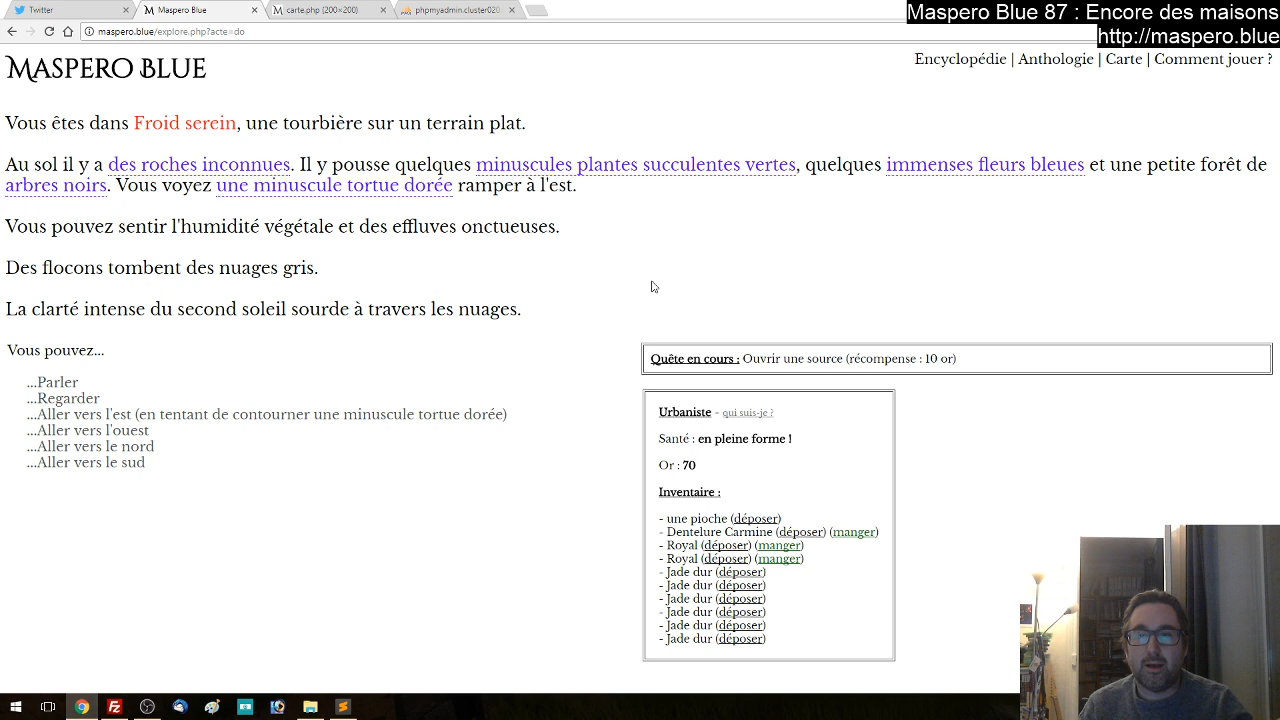 Twitter
Maspero Blue
carte.php (200×200)
phpmyadmin.cluster020
Maspero Blue 87 : Encore des maisons
http://maspero.blue
maspero.blue/explore.php?acte=do
Maspero Blue
Encyclopédie | Anthologie | Carte | Comment jouer ?
Vous êtes dans Froid serein, une tourbière sur un terrain plat.
Au sol il y a des roches inconnues. Il y pousse quelques minuscules plantes succulentes vertes, quelques immenses fleurs bleues et une petite forêt de
arbres noirs. Vous voyez une minuscule tortue dorée ramper à l'est.
Vous pouvez sentir l'humidité végétale et des effluves onctueuses.
Des flocons tombent des nuages gris.
La clarté intense du second soleil sourde à travers les nuages.
Vous pouvez...
...Parler
...Regarder
...Aller vers l'est (en tentant de contourner une minuscule tortue dorée)
...Aller vers l'ouest
...Aller vers le nord
...Aller vers le sud
Quête en cours : Ouvrir une source (récompense : 10 or)
Urbaniste - qui suis-je ?
Santé : en pleine forme !
Or : 70
Inventaire :
- une pioche (déposer)
- Dentelure Carmine (déposer) (manger)
- Royal (déposer) (manger)
- Royal (déposer) (manger)
- Jade dur (déposer)
- Jade dur (déposer)
- Jade dur (déposer)
- Jade dur (déposer)
- Jade dur (déposer)
- Jade dur (déposer)